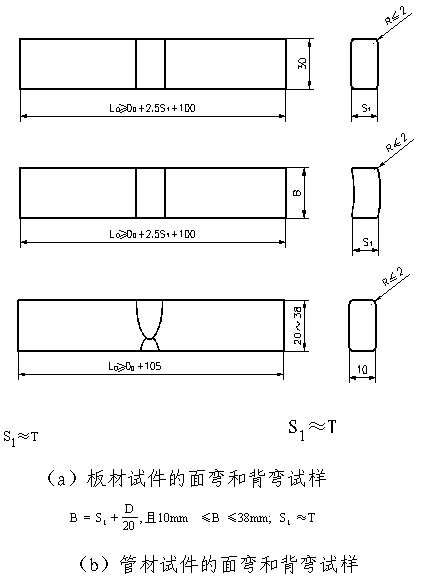 R≤2
30
L₀≥D₀+2.5S₁+100
S₁
R≤2
B
L₀≥D₀+2.5S₁+100
S₁
R≤2
20～38
L₀≥D₀+105
10
S₁≈T
S₁≈T
(a) 板材试件的面弯和背弯试样
B = S₁ + D/20 ,且10mm ≤B ≤38mm; S₁ ≈T
(b) 管材试件的面弯和背弯试样